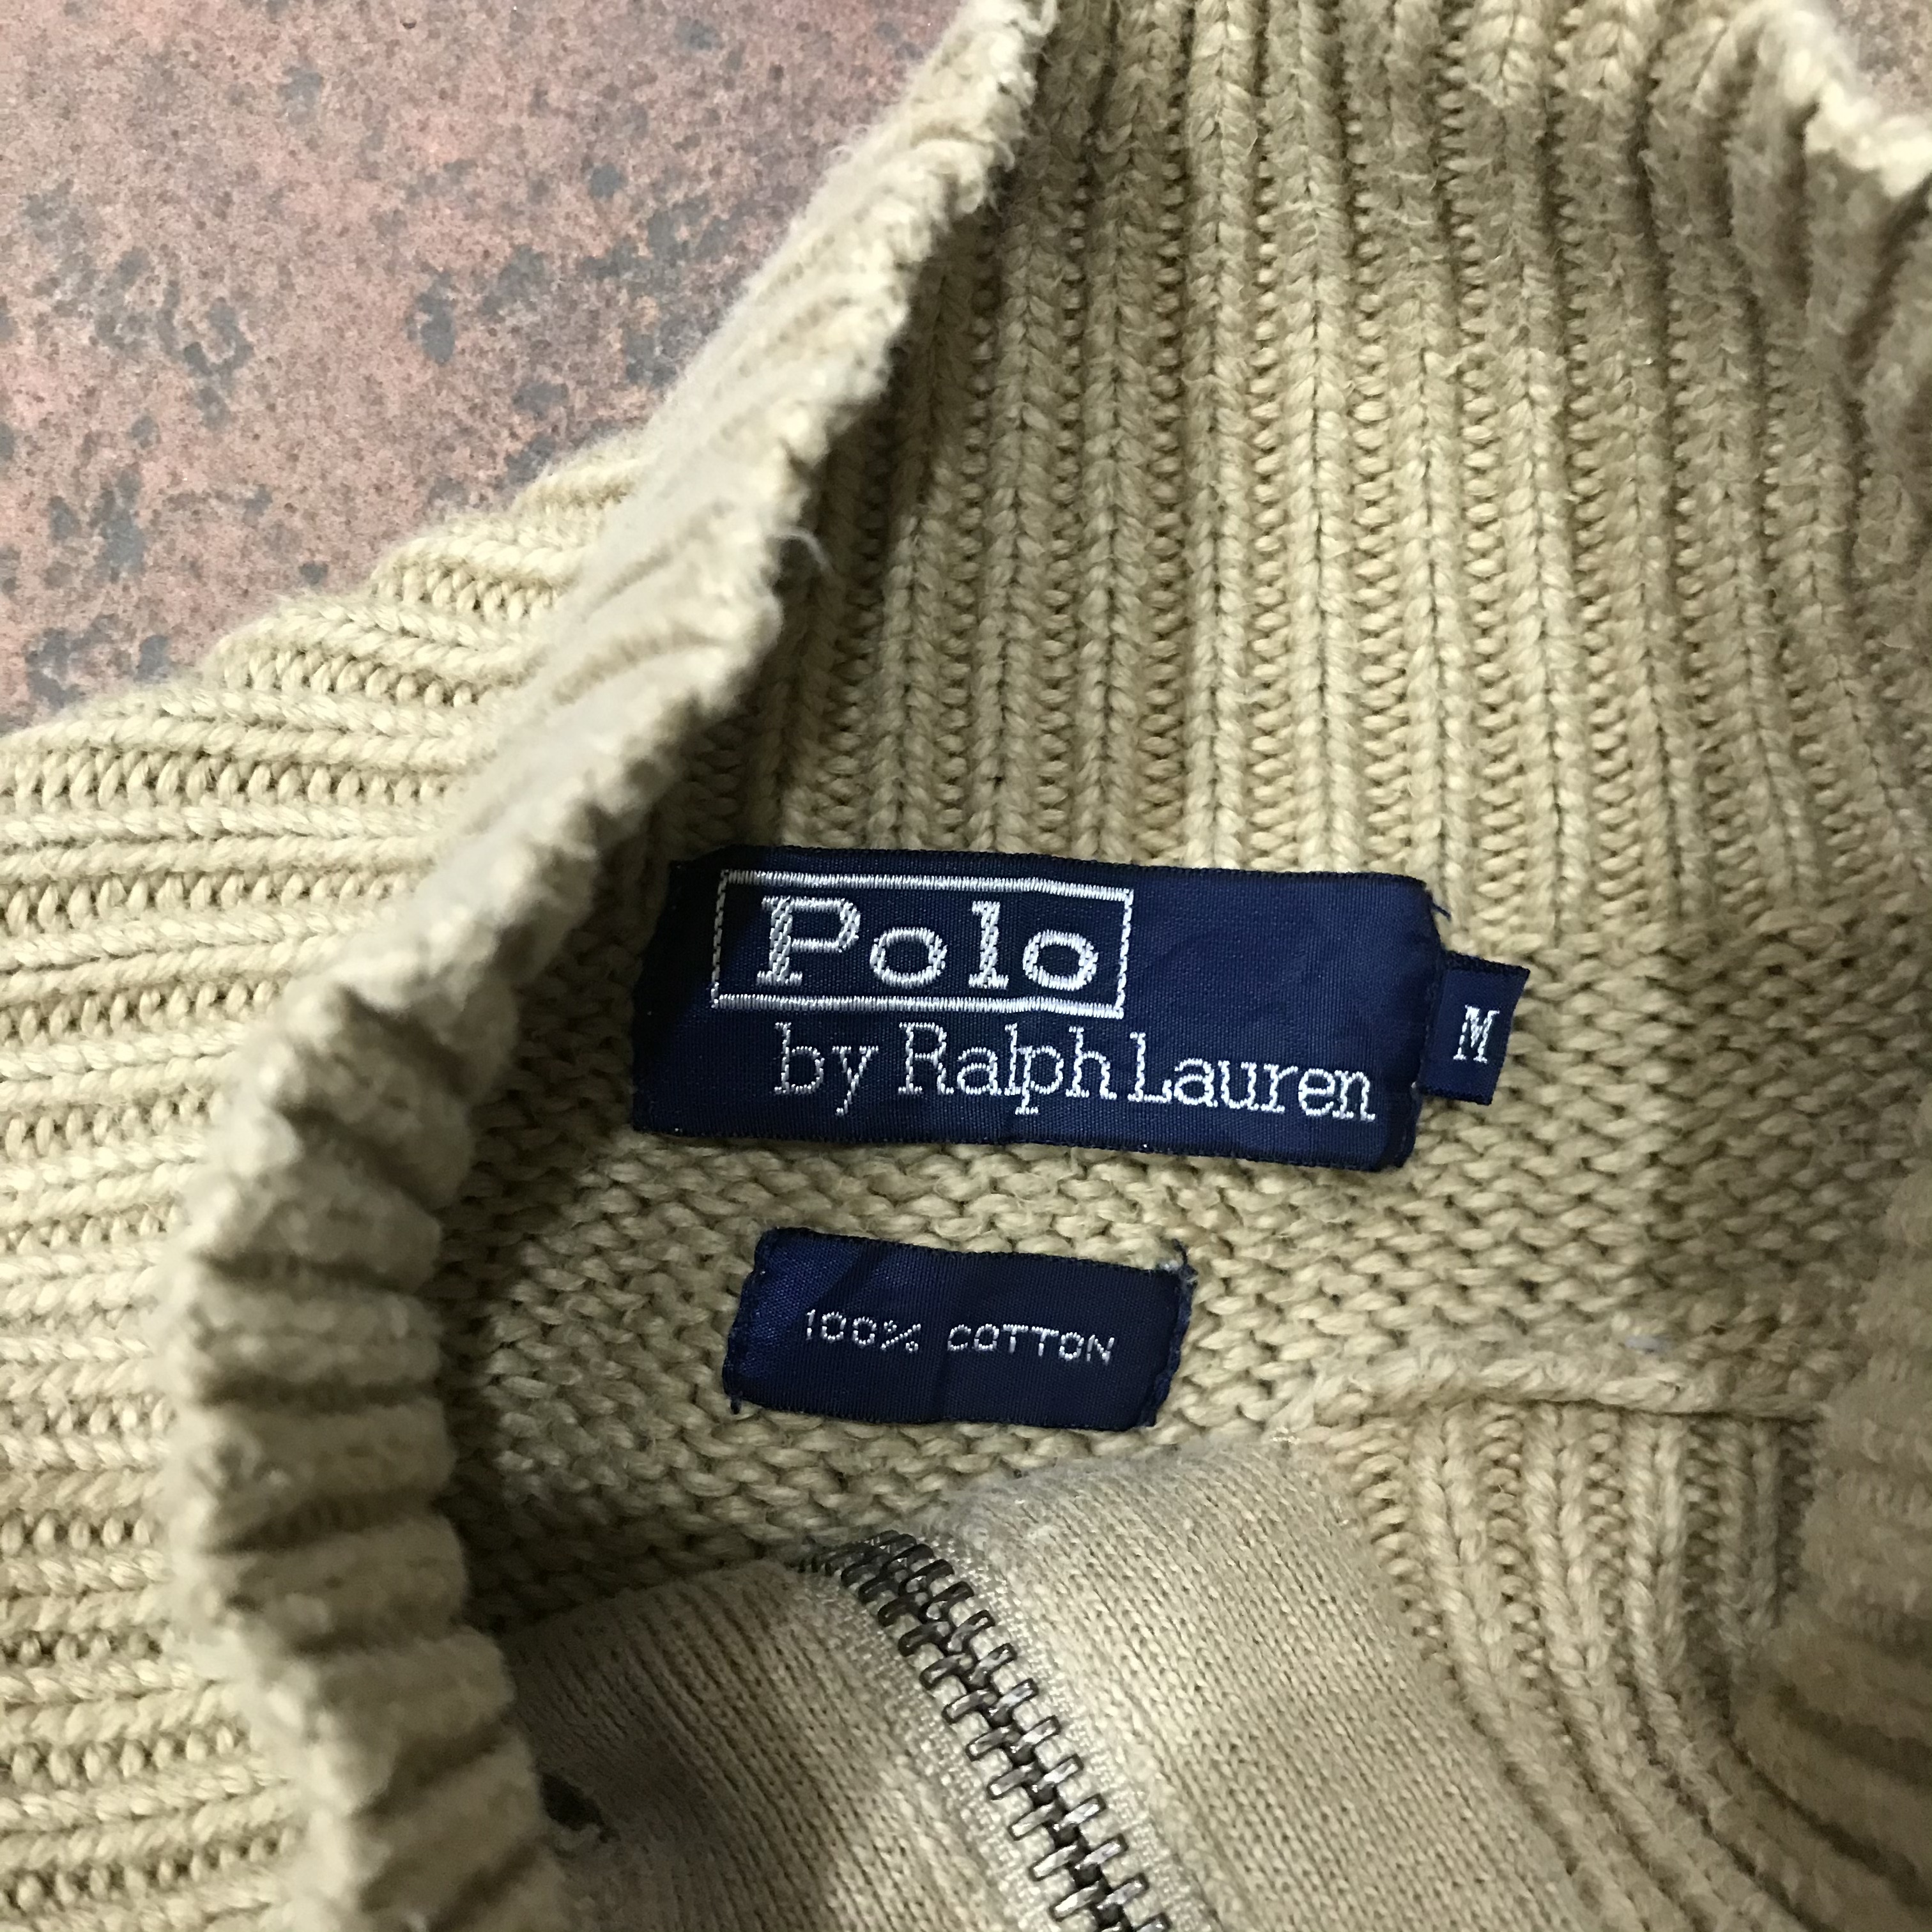 Polo
by Ralph Lauren
M
100% COTTON